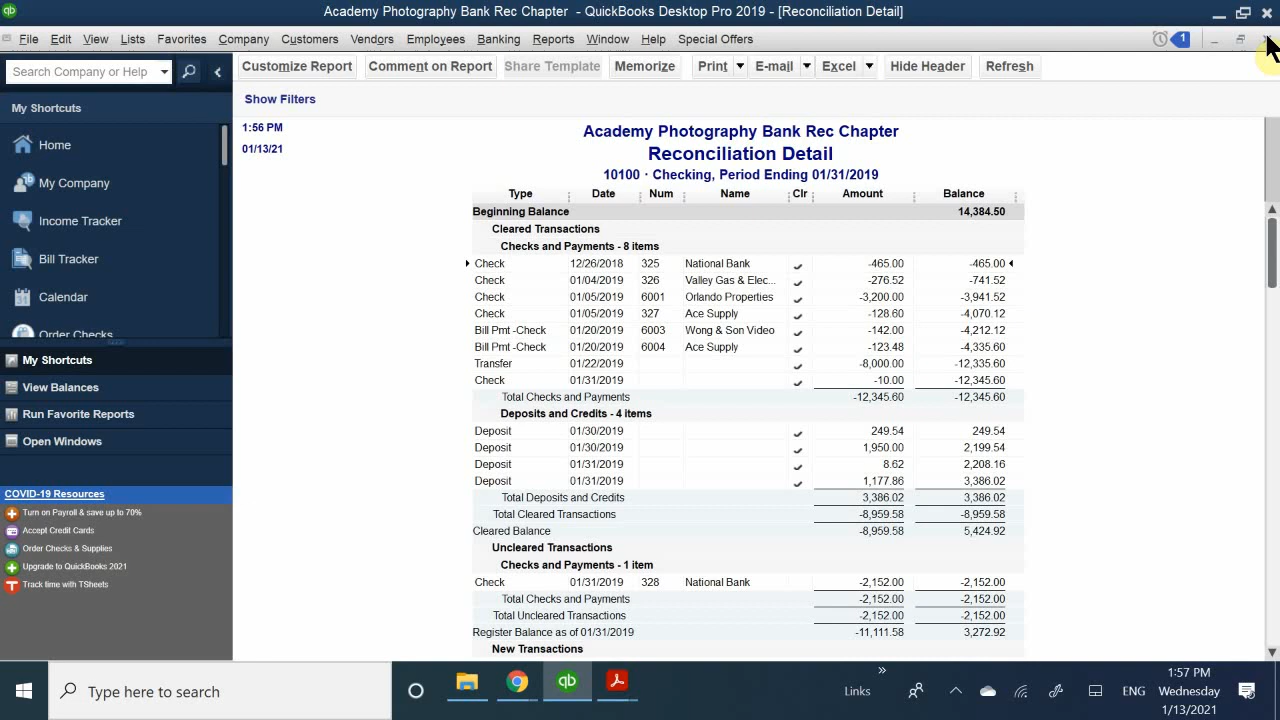 Academy Photography Bank Rec Chapter - QuickBooks Desktop Pro 2019 - [Reconciliation Detail]
File Edit View Lists Favorites Company Customers Vendors Employees Banking Reports Window Help Special Offers 1
Search Company or Help Customize Report Comment on Report Share Template Memorize Print E-mail Excel Hide Header Refresh
My Shortcuts
Home
My Company
Income Tracker
Bill Tracker
Calendar
Order Checks
My Shortcuts
View Balances
Run Favorite Reports
Open Windows
COVID-19 Resources
Turn on Payroll & save up to 70%
Accept Credit Cards
Order Checks & Supplies
Upgrade to QuickBooks 2021
Track time with TSheets
Show Filters
1:56 PM
01/13/21
Academy Photography Bank Rec Chapter
Reconciliation Detail
10100 · Checking, Period Ending 01/31/2019
Type Date Num Name Clr Amount Balance
Beginning Balance 14,384.50
Cleared Transactions
Checks and Payments - 8 items
Check 12/26/2018 325 National Bank -465.00 -465.00
Check 01/04/2019 326 Valley Gas & Elec... -276.52 -741.52
Check 01/05/2019 6001 Orlando Properties -3,200.00 -3,941.52
Check 01/05/2019 327 Ace Supply -128.60 -4,070.12
Bill Pmt -Check 01/20/2019 6003 Wong & Son Video -142.00 -4,212.12
Bill Pmt -Check 01/20/2019 6004 Ace Supply -123.48 -4,335.60
Transfer 01/22/2019 -8,000.00 -12,335.60
Check 01/31/2019 -10.00 -12,345.60
Total Checks and Payments -12,345.60 -12,345.60
Deposits and Credits - 4 items
Deposit 01/30/2019 249.54 249.54
Deposit 01/30/2019 1,950.00 2,199.54
Deposit 01/31/2019 8.62 2,208.16
Deposit 01/31/2019 1,177.86 3,386.02
Total Deposits and Credits 3,386.02 3,386.02
Total Cleared Transactions -8,959.58 -8,959.58
Cleared Balance -8,959.58 5,424.92
Uncleared Transactions
Checks and Payments - 1 item
Check 01/31/2019 328 National Bank -2,152.00 -2,152.00
Total Checks and Payments -2,152.00 -2,152.00
Total Uncleared Transactions -2,152.00 -2,152.00
Register Balance as of 01/31/2019 -11,111.58 3,272.92
New Transactions
Type here to search
Links
ENG
1:57 PM
Wednesday
1/13/2021